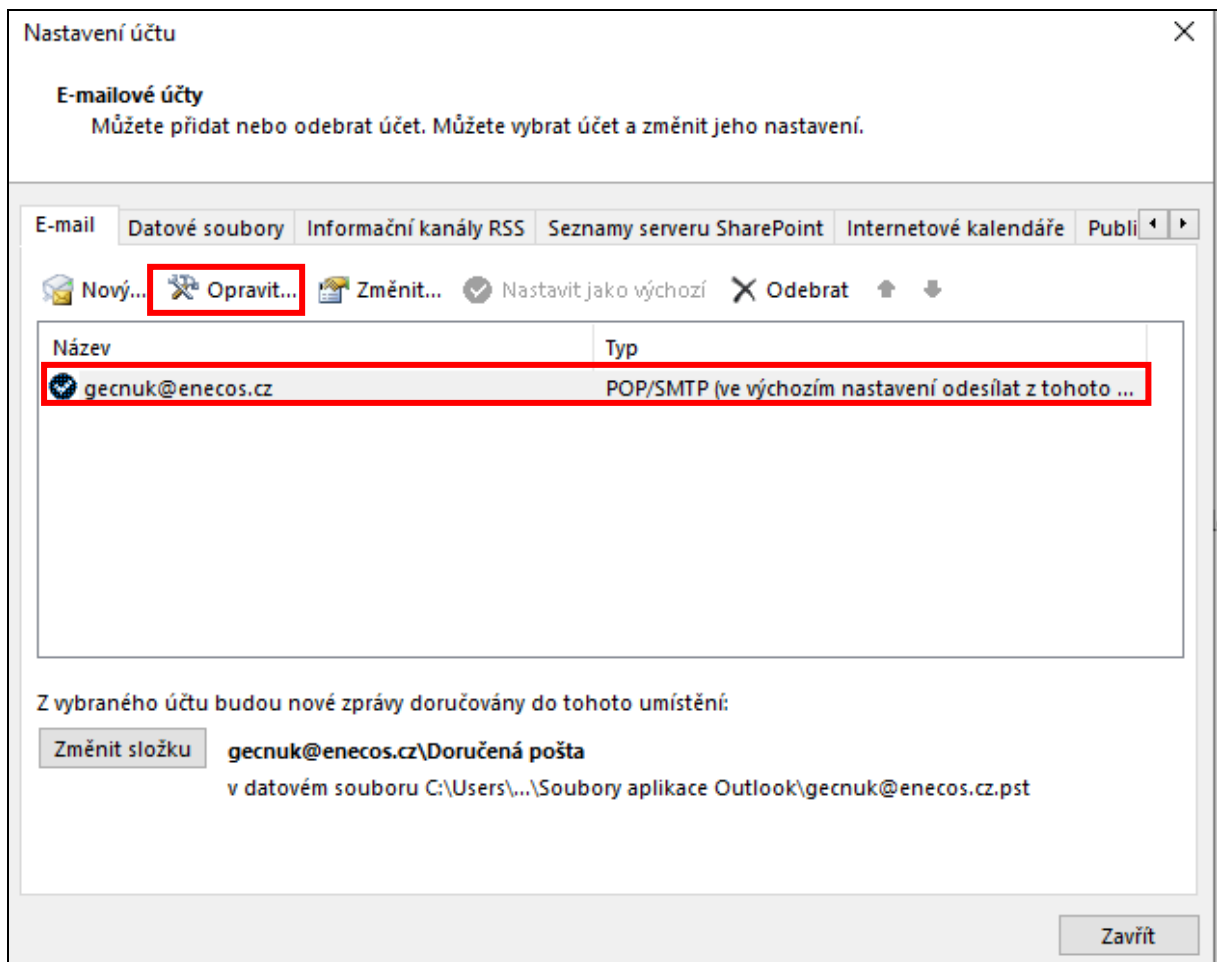 Nastavení účtu
E-mailové účty
Můžete přidat nebo odebrat účet. Můžete vybrat účet a změnit jeho nastavení.
E-mail Datové soubory Informační kanály RSS Seznamy serveru SharePoint Internetové kalendáře Publi
Nový... Opravit... Změnit... Nastavit jako výchozí Odebrat
Název Typ
gecnuk@enecos.cz POP/SMTP (ve výchozím nastavení odesílat z tohoto ...
Z vybraného účtu budou nové zprávy doručovány do tohoto umístění:
Změnit složku gecnuk@enecos.cz\Doručená pošta
v datovém souboru C:\Users\...\Soubory aplikace Outlook\gecnuk@enecos.cz.pst
Zavřít